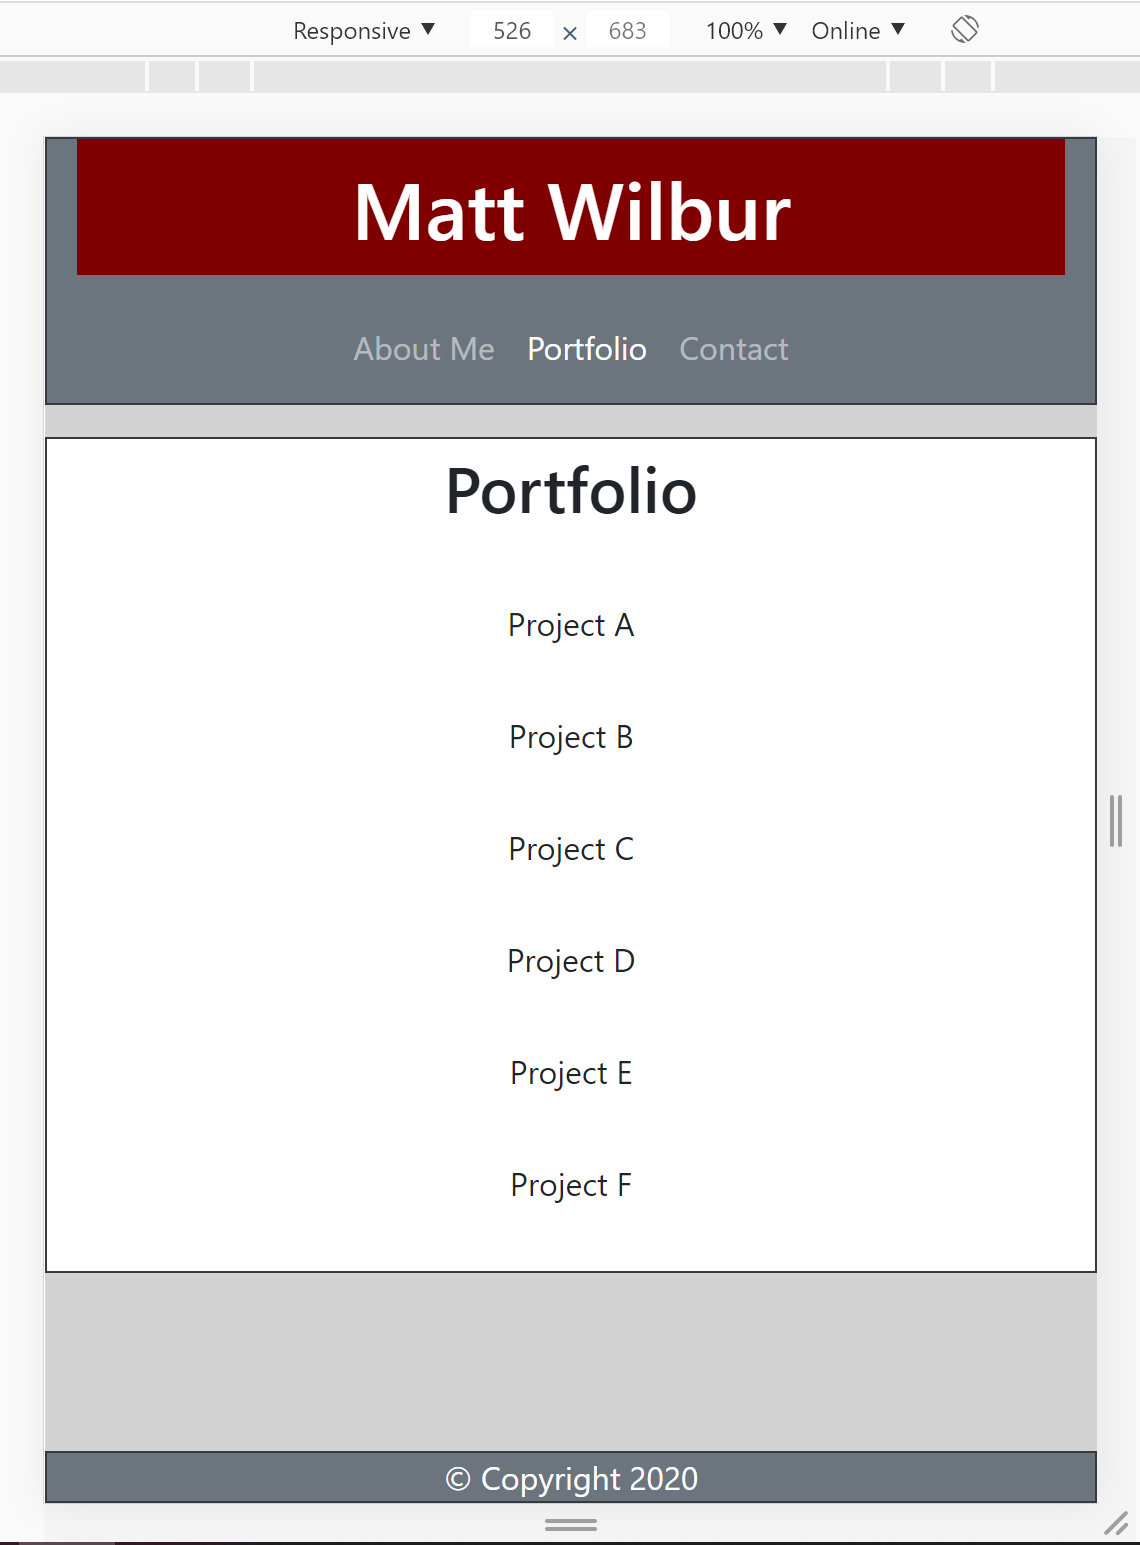 Responsive ▼ 526 × 683 100% ▼ Online ▼
Matt Wilbur
About Me Portfolio Contact
Portfolio
Project A
Project B
Project C
Project D
Project E
Project F
© Copyright 2020